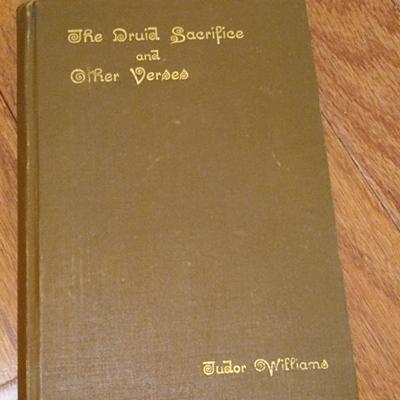 The Druid Sacrifice
and
Other Verses
Tudor Williams